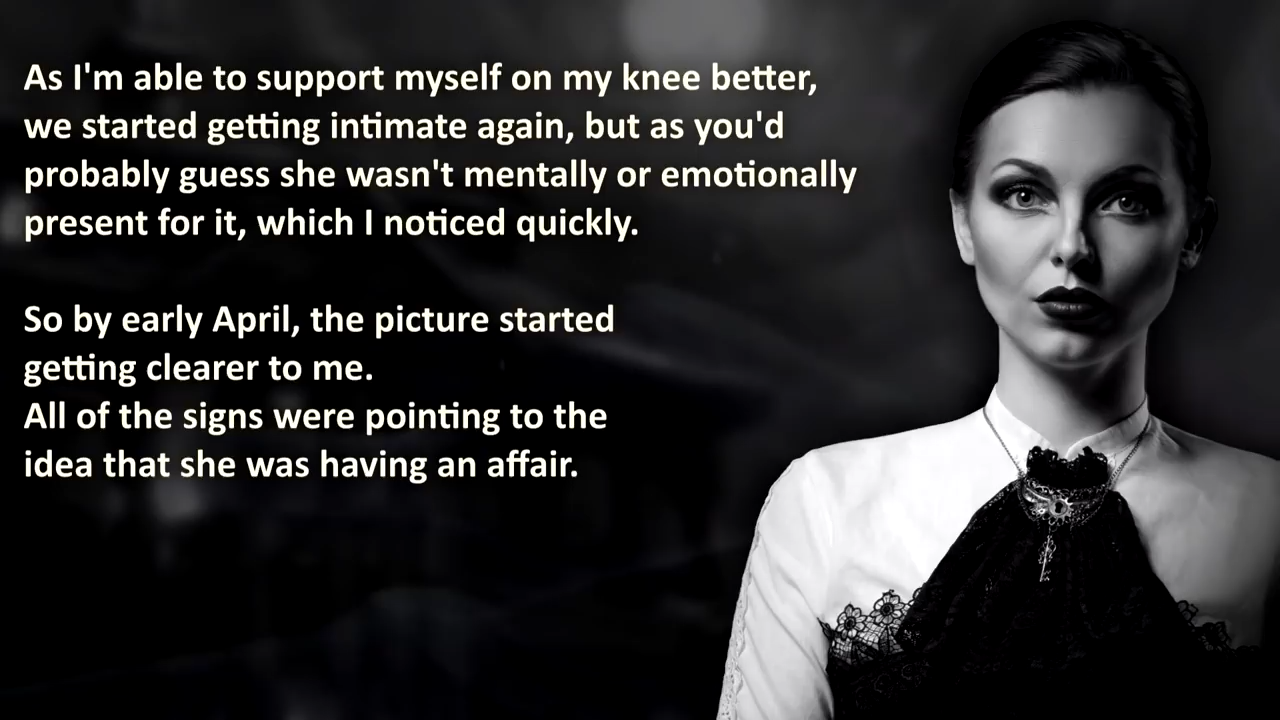 As I'm able to support myself on my knee better,
we started getting intimate again, but as you'd
probably guess she wasn't mentally or emotionally
present for it, which I noticed quickly.
So by early April, the picture started
getting clearer to me.
All of the signs were pointing to the
idea that she was having an affair.